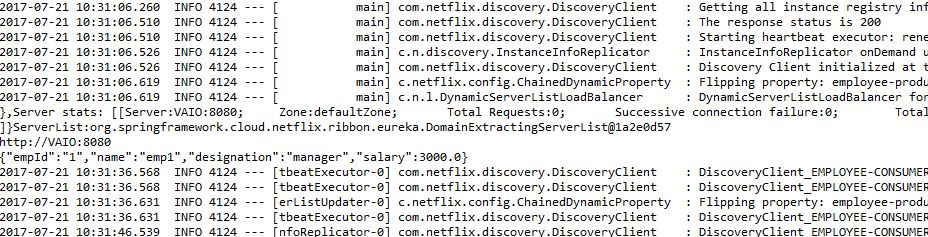 2017-07-21 10:31:06.260  INFO 4124 --- [           main] com.netflix.discovery.DiscoveryClient    : Getting all instance registry inf
2017-07-21 10:31:06.510  INFO 4124 --- [           main] com.netflix.discovery.DiscoveryClient    : The response status is 200
2017-07-21 10:31:06.510  INFO 4124 --- [           main] com.netflix.discovery.DiscoveryClient    : Starting heartbeat executor: rene
2017-07-21 10:31:06.526  INFO 4124 --- [           main] c.n.discovery.InstanceInfoReplicator     : InstanceInfoReplicator onDemand u
2017-07-21 10:31:06.526  INFO 4124 --- [           main] com.netflix.discovery.DiscoveryClient    : Discovery Client initialized at t
2017-07-21 10:31:06.619  INFO 4124 --- [           main] c.netflix.config.ChainedDynamicProperty  : Flipping property: employee-produ
2017-07-21 10:31:06.619  INFO 4124 --- [           main] c.n.l.DynamicServerListLoadBalancer      : DynamicServerListLoadBalancer for
},Server stats: [[Server:VAIO:8080;	Zone:defaultZone;	Total Requests:0;	Successive connection failure:0;	Total
]}ServerList:org.springframework.cloud.netflix.ribbon.eureka.DomainExtractingServerList@1a2e0d57
http://VAIO:8080
{"empId":"1","name":"emp1","designation":"manager","salary":3000.0}
2017-07-21 10:31:36.568  INFO 4124 --- [tbeatExecutor-0] com.netflix.discovery.DiscoveryClient    : DiscoveryClient_EMPLOYEE-CONSUMER
2017-07-21 10:31:36.568  INFO 4124 --- [tbeatExecutor-0] com.netflix.discovery.DiscoveryClient    : DiscoveryClient_EMPLOYEE-CONSUMER
2017-07-21 10:31:36.631  INFO 4124 --- [erListUpdater-0] c.netflix.config.ChainedDynamicProperty  : Flipping property: employee-produ
2017-07-21 10:31:36.631  INFO 4124 --- [tbeatExecutor-0] com.netflix.discovery.DiscoveryClient    : DiscoveryClient_EMPLOYEE-CONSUMER
2017-07-21 10:31:46.539  INFO 4124 --- [nfoReplicator-0] com.netflix.discovery.DiscoveryClient    : DiscoveryClient_EMPLOYEE-CONSUMER